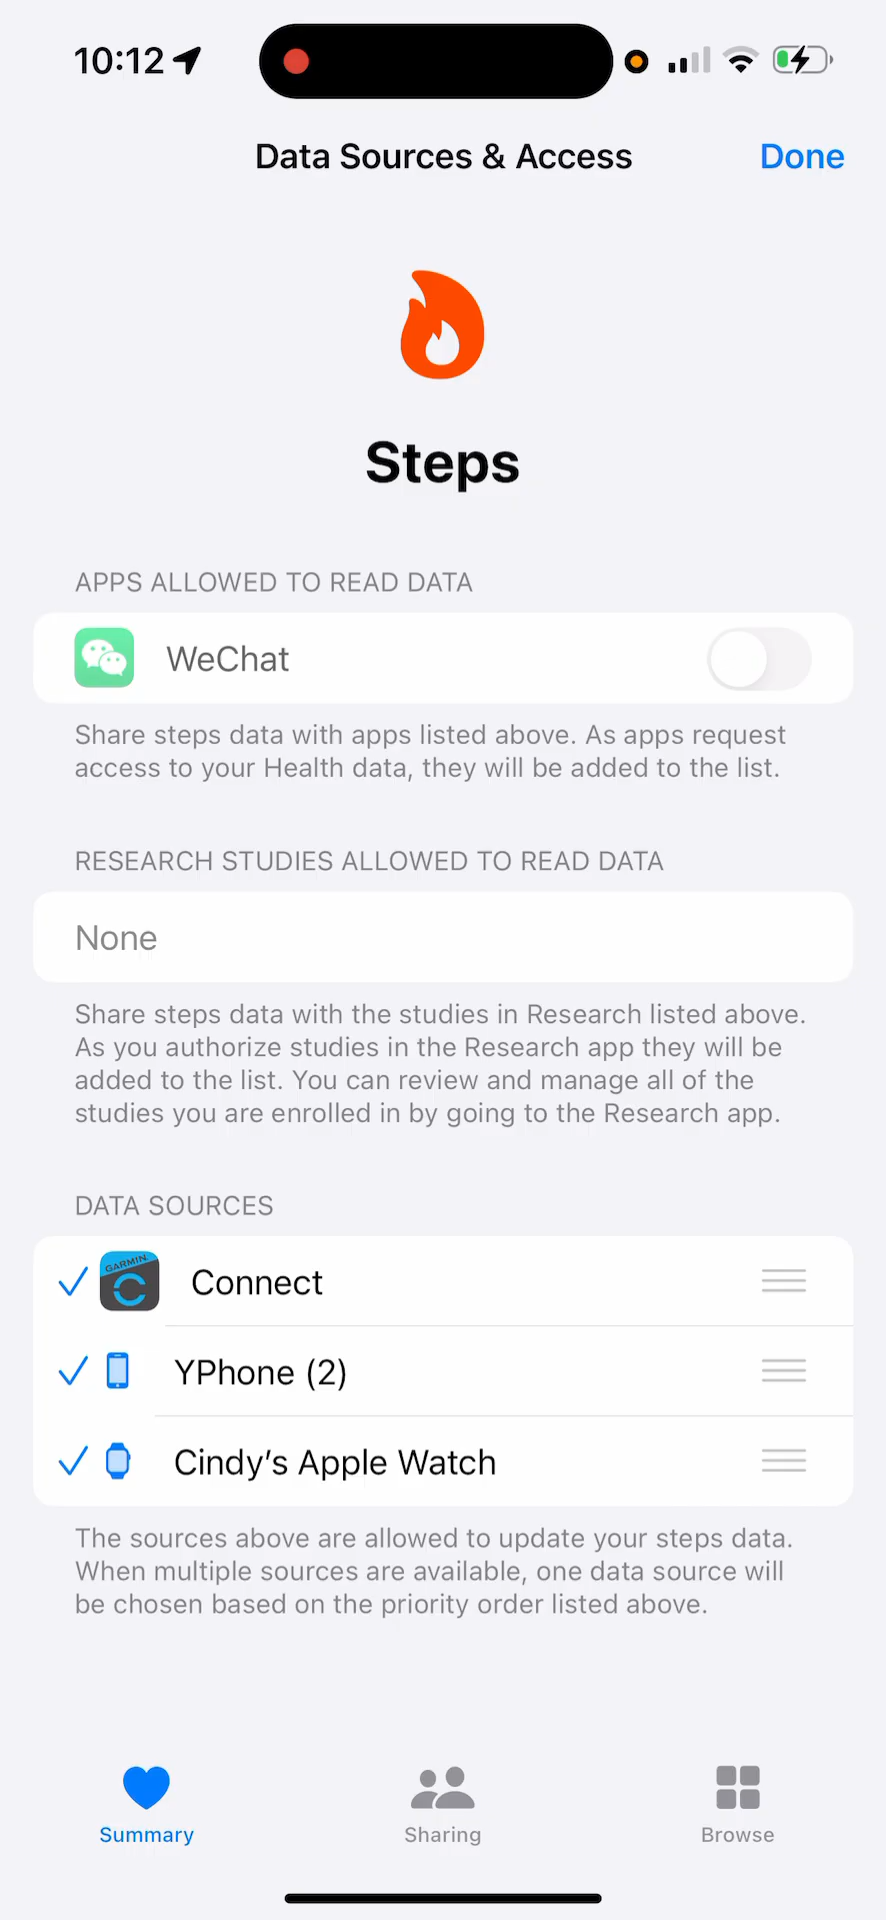 10:12
Data Sources & Access
Done
Steps
APPS ALLOWED TO READ DATA
WeChat
Share steps data with apps listed above. As apps request
access to your Health data, they will be added to the list.
RESEARCH STUDIES ALLOWED TO READ DATA
None
Share steps data with the studies in Research listed above.
As you authorize studies in the Research app they will be
added to the list. You can review and manage all of the
studies you are enrolled in by going to the Research app.
DATA SOURCES
GARMIN
Connect
YPhone (2)
Cindy's Apple Watch
The sources above are allowed to update your steps data.
When multiple sources are available, one data source will
be chosen based on the priority order listed above.
Summary
Sharing
Browse